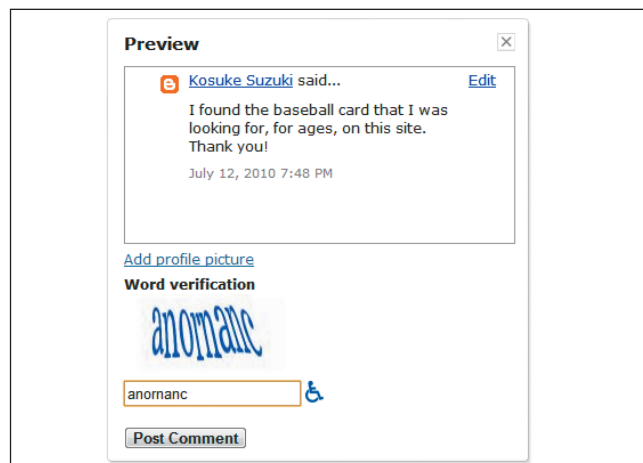 Preview
Kosuke Suzuki said... Edit
I found the baseball card that I was
looking for, for ages, on this site.
Thank you!
July 12, 2010 7:48 PM
Add profile picture
Word verification
anornanc
anornanc
Post Comment